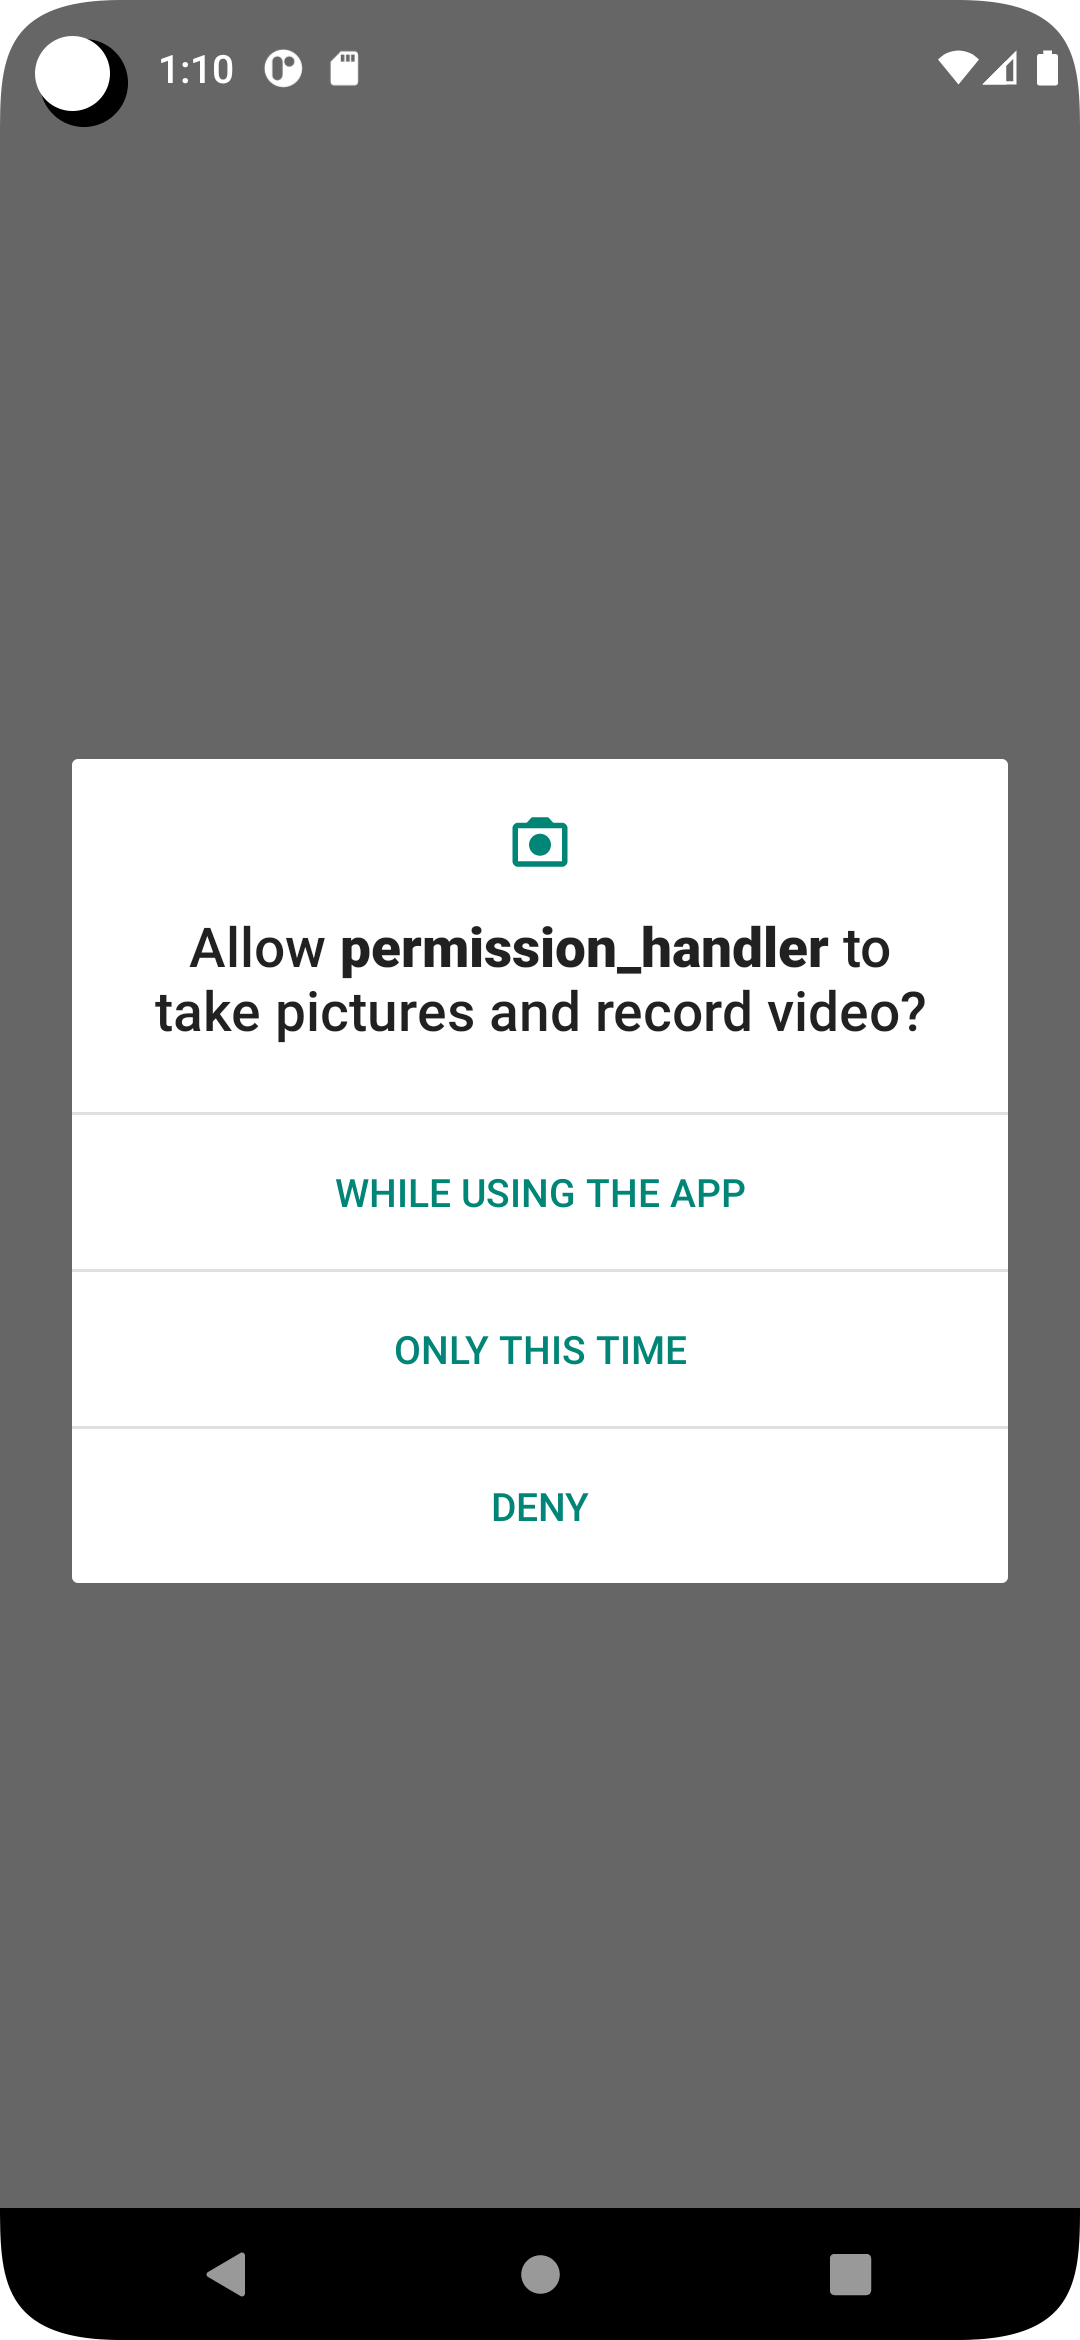 1:10
Allow permission_handler to
take pictures and record video?
WHILE USING THE APP
ONLY THIS TIME
DENY